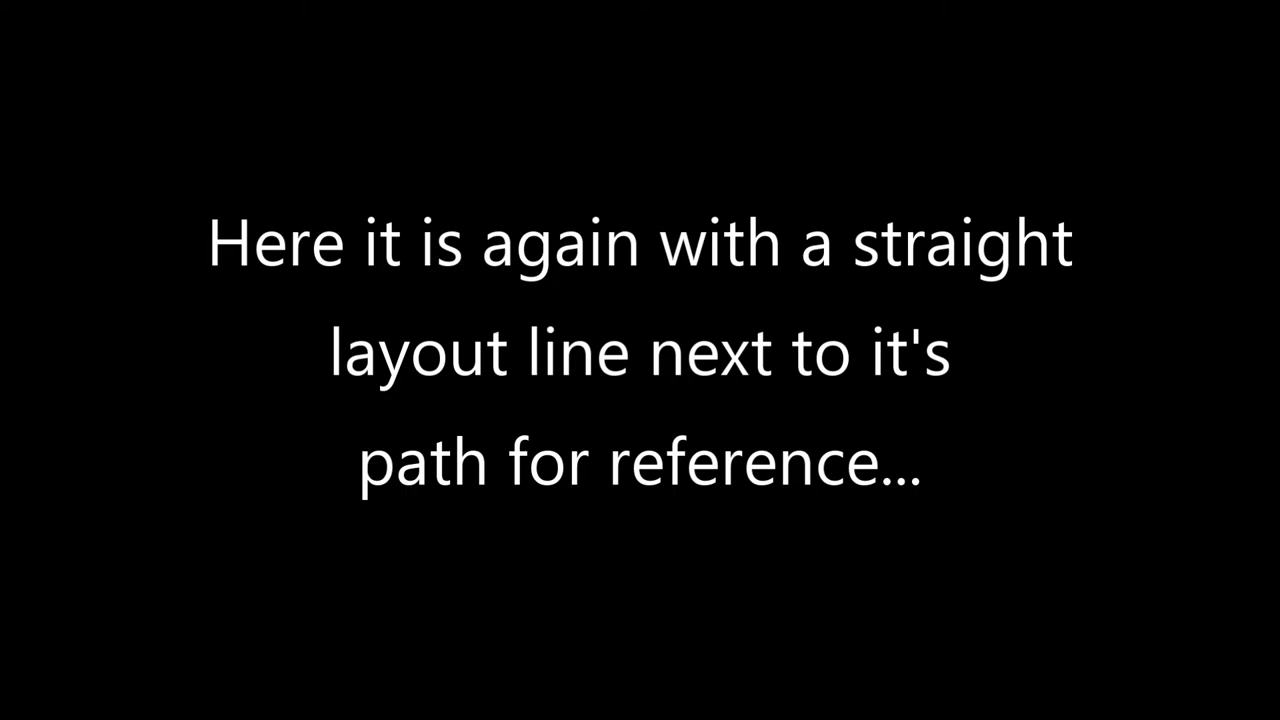 Here it is again with a straight
layout line next to it's
path for reference...